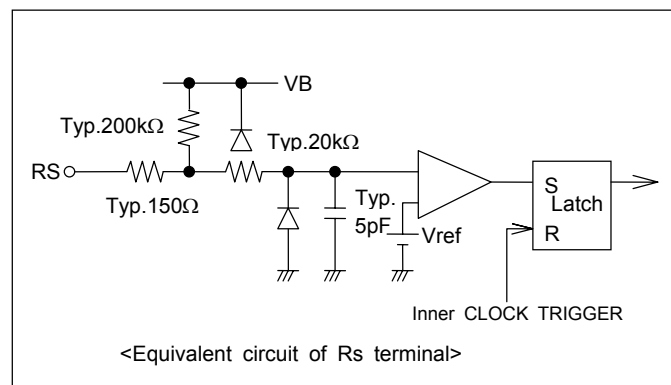 VB
Typ.200kΩ
Typ.20kΩ
RS
Typ.150Ω
Typ.
5pF
Vref
S
Latch
R
Inner CLOCK TRIGGER
<Equivalent circuit of Rs terminal>